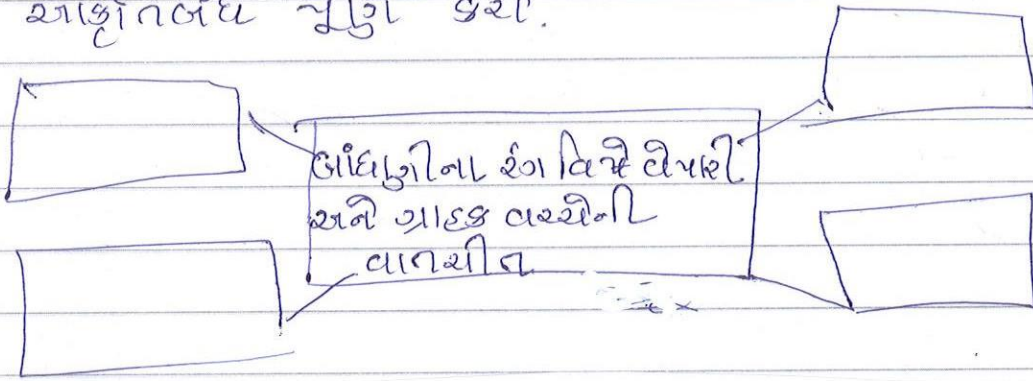 આકૃતિબંધ પૂર્ણ કરો.
બાંધણીના રંગ વિષે વેપારી
અને ગ્રાહક વચ્ચેની
વાતચીત